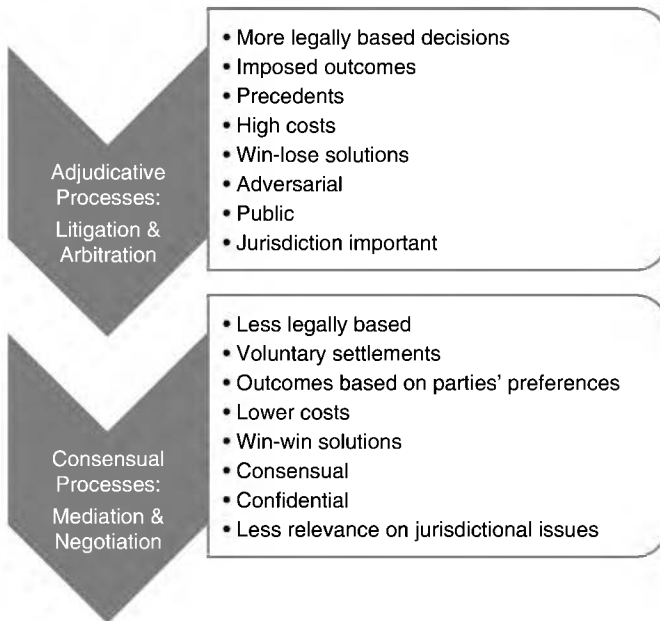 Adjudicative
Processes:
Litigation &
Arbitration
• More legally based decisions
• Imposed outcomes
• Precedents
• High costs
• Win-lose solutions
• Adversarial
• Public
• Jurisdiction important
Consensual
Processes:
Mediation &
Negotiation
• Less legally based
• Voluntary settlements
• Outcomes based on parties’ preferences
• Lower costs
• Win-win solutions
• Consensual
• Confidential
• Less relevance on jurisdictional issues